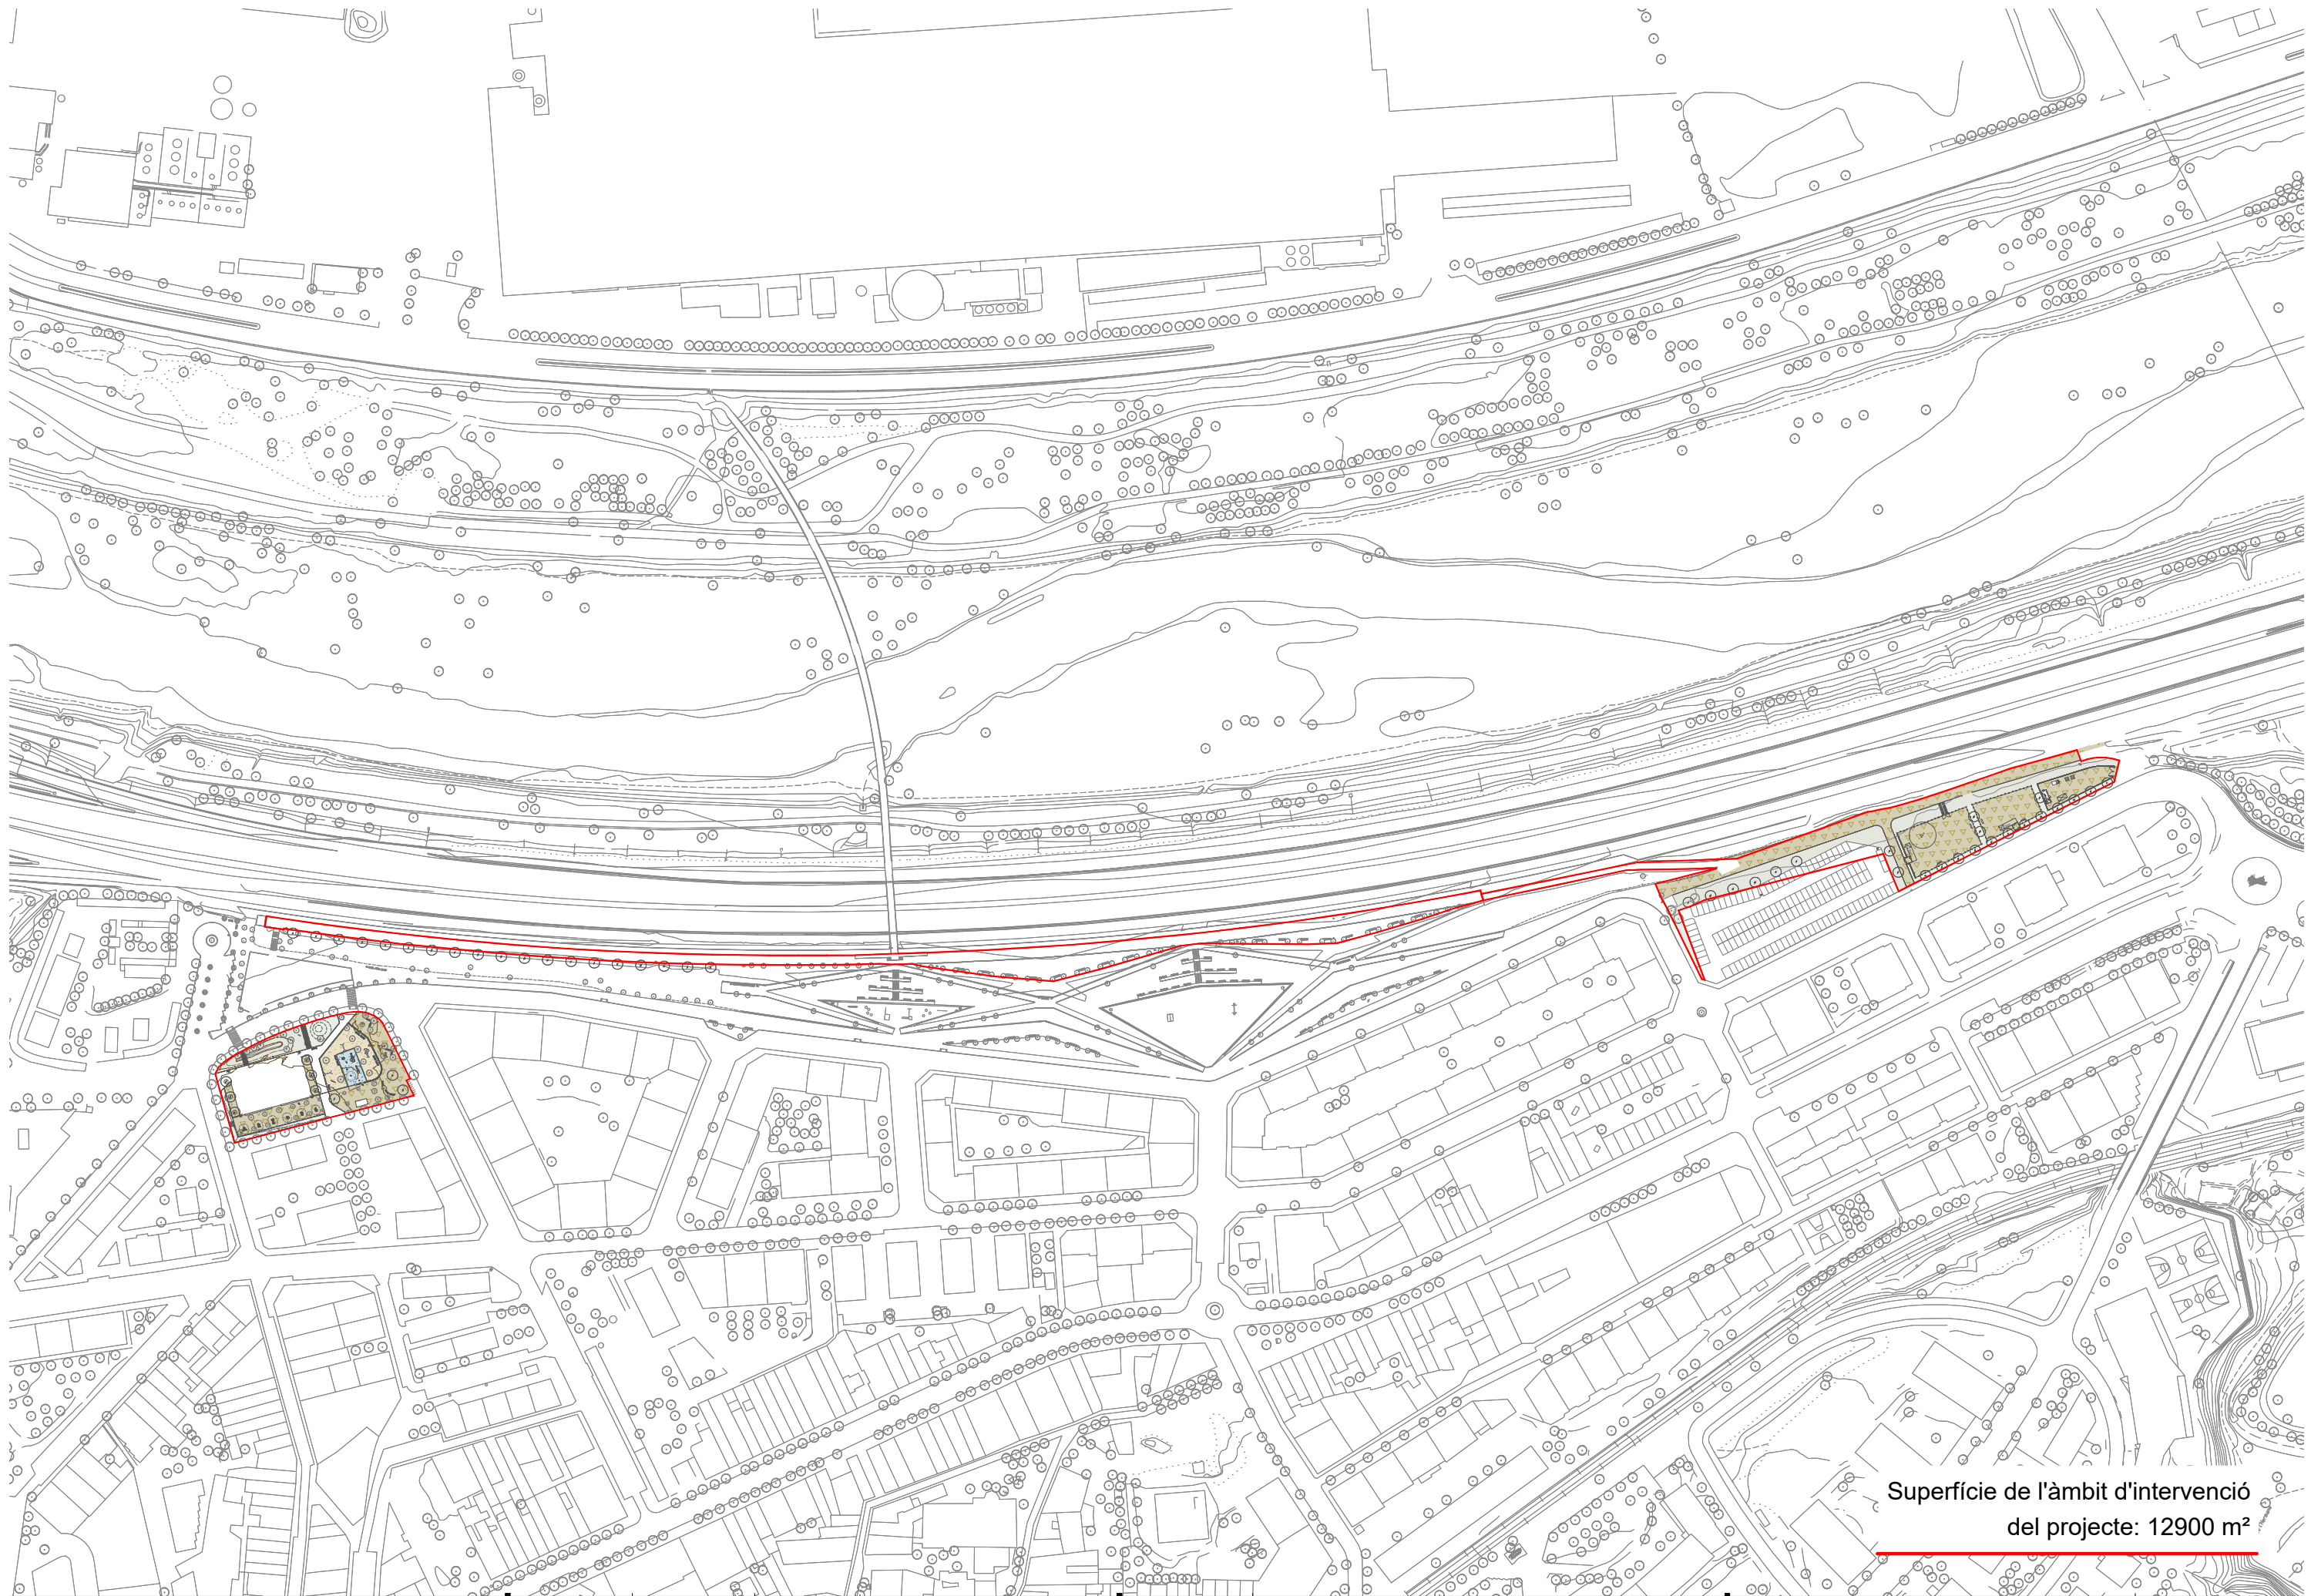 Superfície de l'àmbit d'intervenció
del projecte: 12900 m²